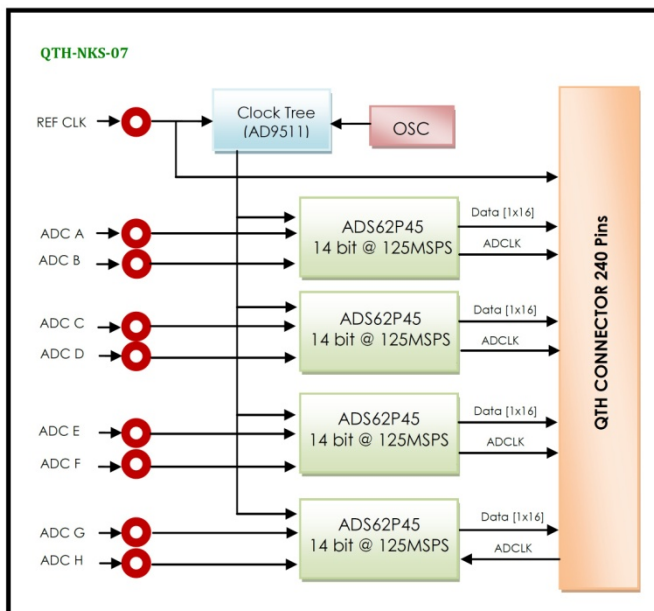 QTH-NKS-07
REF CLK
Clock Tree
(AD9511)
OSC
ADC A
ADC B
ADS62P45
14 bit @ 125MSPS
Data [1x16]
ADCLK
ADC C
ADC D
ADS62P45
14 bit @ 125MSPS
Data [1x16]
ADCLK
ADC E
ADC F
ADS62P45
14 bit @ 125MSPS
Data [1x16]
ADCLK
ADC G
ADC H
ADS62P45
14 bit @ 125MSPS
Data [1x16]
ADCLK
QTH CONNECTOR 240 Pins